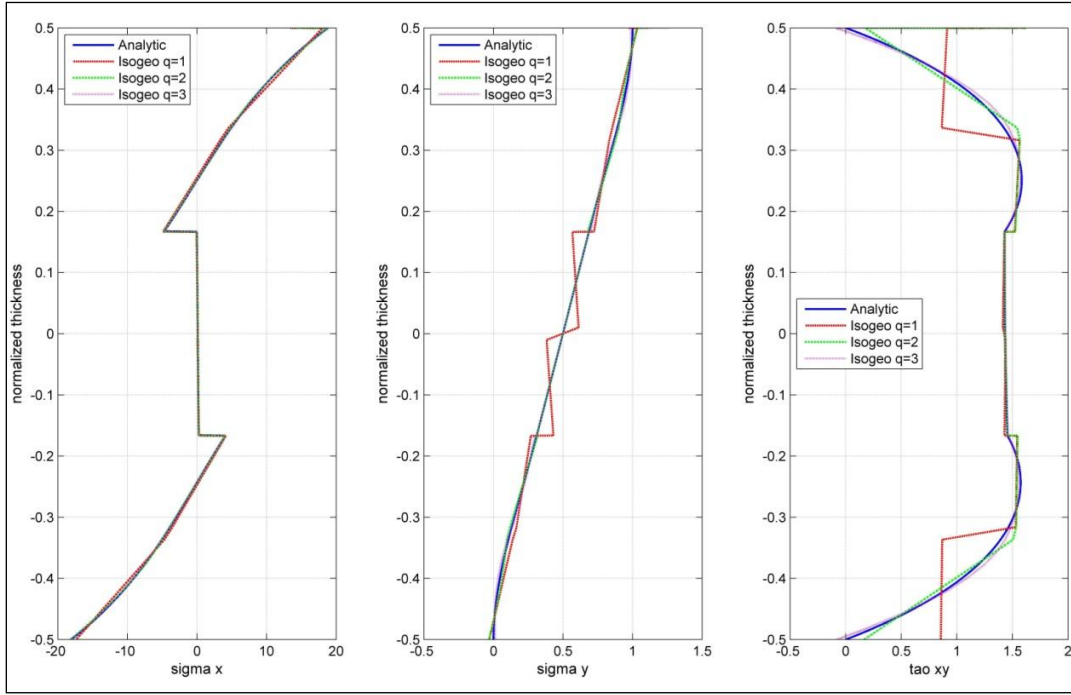 Analytic
Isogeo q=1
Isogeo q=2
Isogeo q=3
0.5
0.4
0.3
0.2
0.1
0
-0.1
-0.2
-0.3
-0.4
-0.5
normalized thickness
-20
-10
0
10
20
sigma x
Analytic
Isogeo q=1
Isogeo q=2
Isogeo q=3
0.5
0.4
0.3
0.2
0.1
0
-0.1
-0.2
-0.3
-0.4
-0.5
normalized thickness
-0.5
0
0.5
1
1.5
sigma y
0.5
0.4
0.3
0.2
0.1
0
-0.1
-0.2
-0.3
-0.4
-0.5
normalized thickness
Analytic
Isogeo q=1
Isogeo q=2
Isogeo q=3
-0.5
0
0.5
1
1.5
2
tao xy